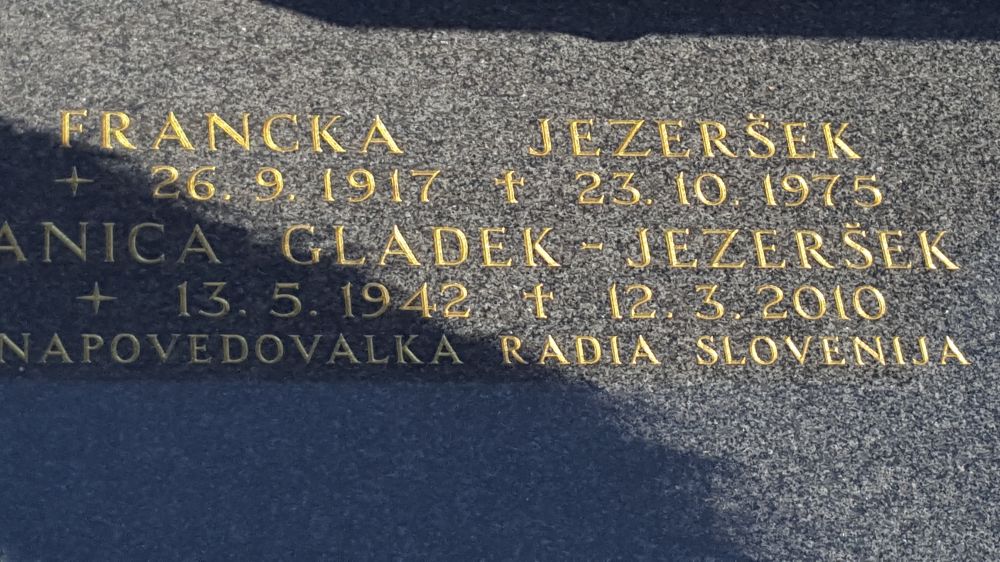 FRANCKA JEZERŠEK
+ 26. 9. 1917 † 23. 10. 1975
ANICA GLADEK - JEZERŠEK
+ 13. 5. 1942 † 12. 3. 2010
NAPOVEDOVALKA RADIA SLOVENIJA